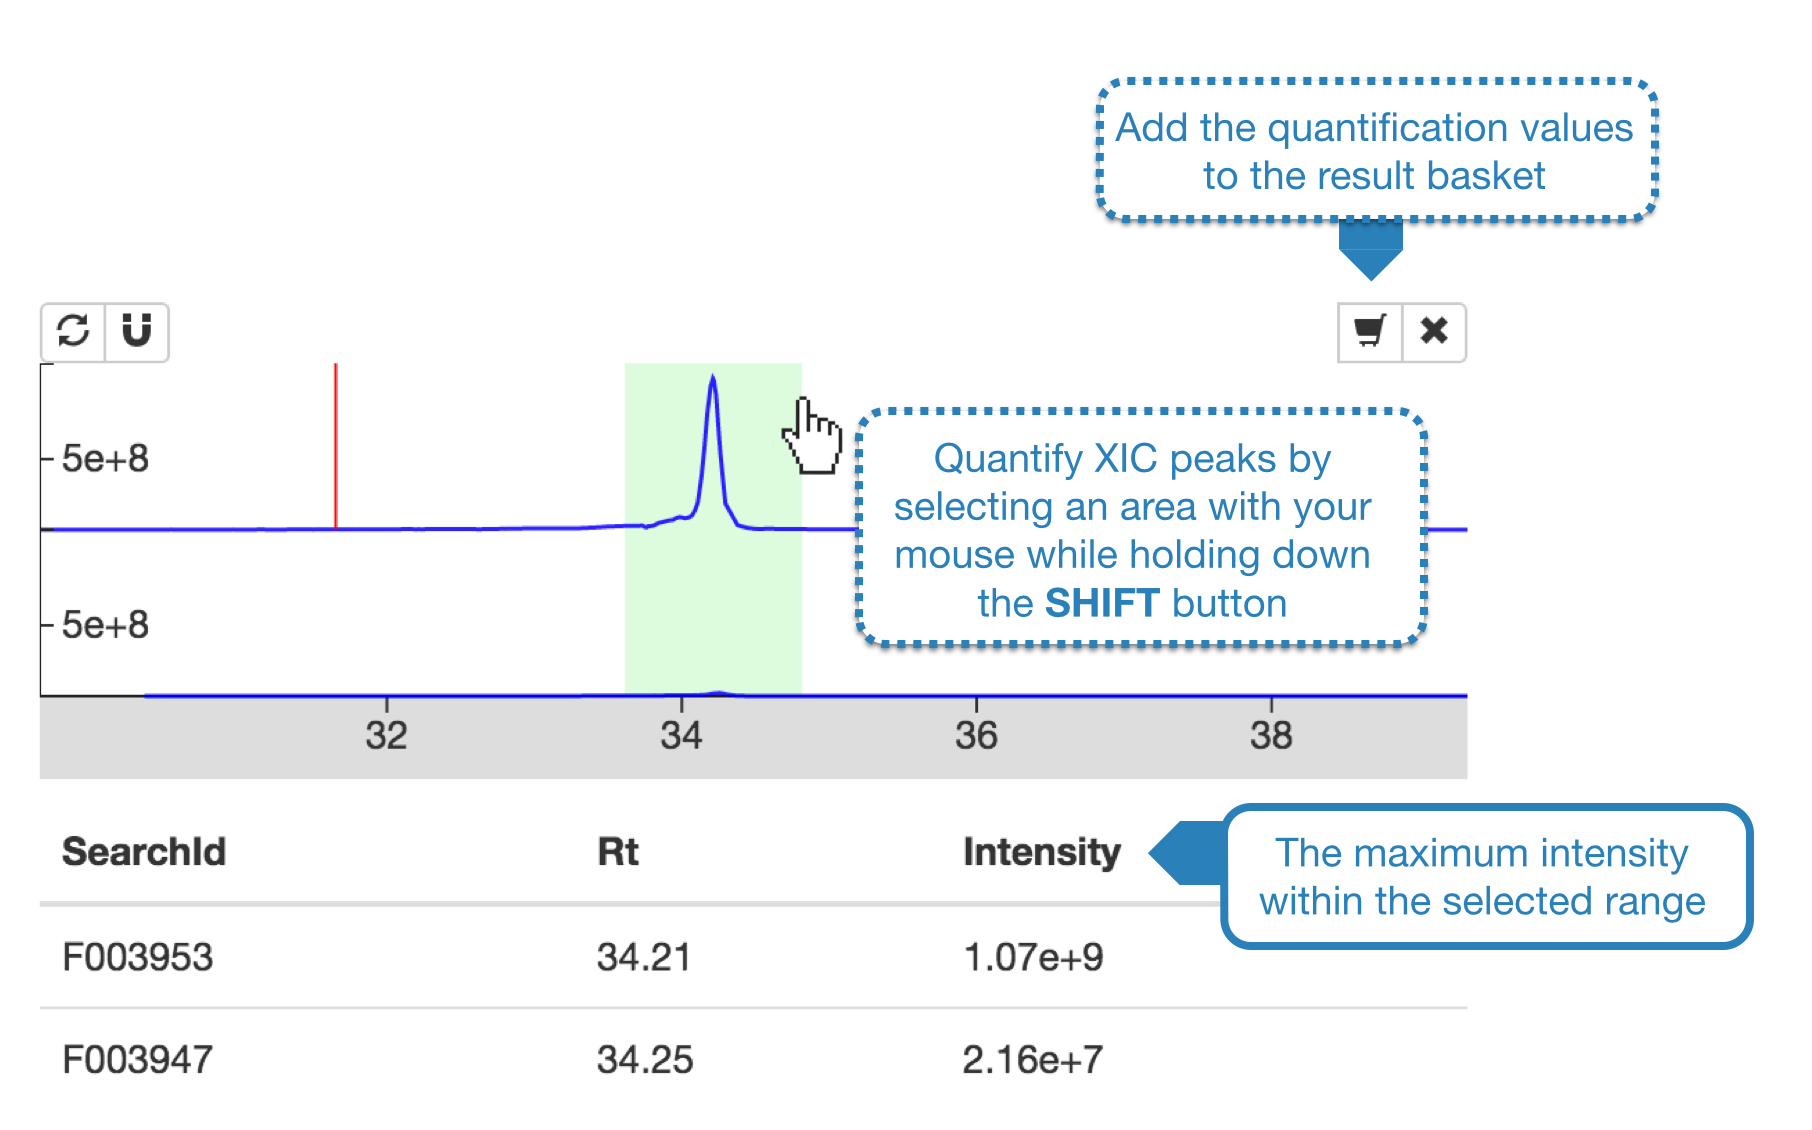 Add the quantification values
to the result basket
5e+8
Quantify XIC peaks by
selecting an area with your
mouse while holding down
the SHIFT button
5e+8
32 34 36 38
SearchId Rt Intensity
The maximum intensity
within the selected range
F003953 34.21 1.07e+9
F003947 34.25 2.16e+7